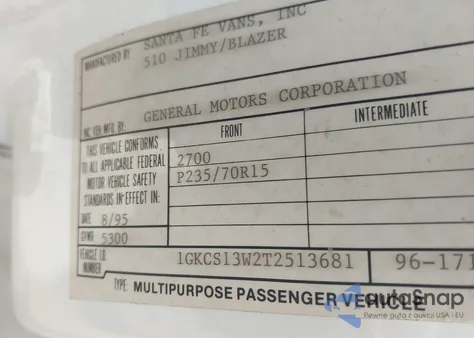 MANUFACTURED BY: SANTA FE VANS, INC
510 JIMMY/BLAZER
INC VEH MFG BY: GENERAL MOTORS CORPORATION
THIS VEHICLE CONFORMS
TO ALL APPLICABLE FEDERAL
MOTOR VEHICLE SAFETY
STANDARDS IN EFFECT IN:
DATE 8/95
GVWR 5300
FRONT
2700
P235/70R15
INTERMEDIATE
VEHICLE I.D.
NUMBER
1GKCS13W2T2513681
96-171
TYPE: MULTIPURPOSE PASSENGER VEHICLE
autaSnap
Pewne auta z aukcji USA i EU